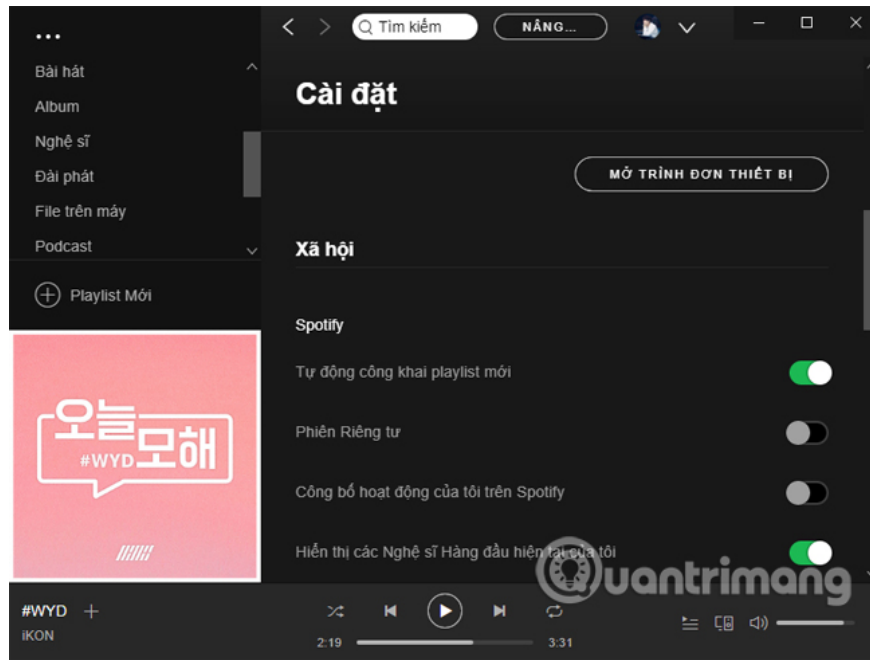 Tìm kiếm
NÂNG...
Bài hát
Album
Nghệ sĩ
Đài phát
File trên máy
Podcast
Playlist Mới
오늘
#WYD 모해
iKON
Cài đặt
MỞ TRÌNH ĐƠN THIẾT BỊ
Xã hội
Spotify
Tự động công khai playlist mới
Phiên Riêng tư
Công bố hoạt động của tôi trên Spotify
Hiển thị các Nghệ sĩ Hàng đầu hiện tại của tôi
Quantrimang
#WYD
iKON
2:19
3:31